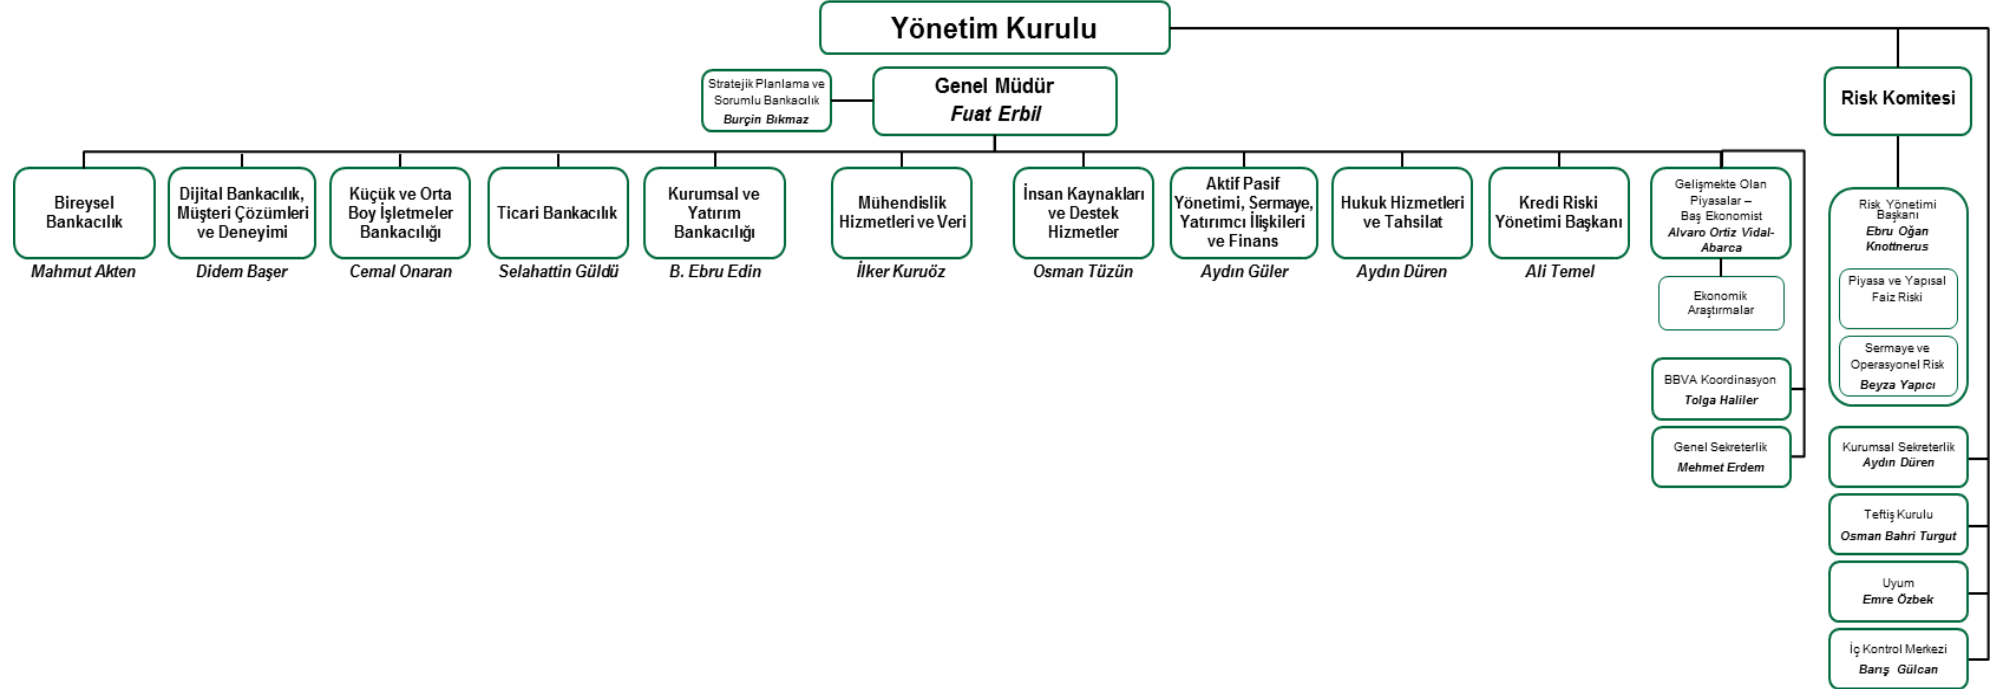 Yönetim Kurulu
Stratejik Planlama ve
Sorumlu Bankacılık
Burçin Bıkmaz
Genel Müdür
Fuat Erbil
Risk Komitesi
Bireysel
Bankacılık
Mahmut Akten
Dijital Bankacılık,
Müşteri Çözümleri
ve Deneyimi
Didem Başer
Küçük ve Orta
Boy İşletmeler
Bankacılığı
Cemal Onaran
Ticari Bankacılık
Selahattin Güldü
Kurumsal ve
Yatırım
Bankacılığı
B. Ebru Edin
Mühendislik
Hizmetleri ve Veri
İlker Kuruöz
İnsan Kaynakları
ve Destek
Hizmetler
Osman Tüzün
Aktif Pasif
Yönetimi, Sermaye,
Yatırımcı İlişkileri
ve Finans
Aydın Güler
Hukuk Hizmetleri
ve Tahsilat
Aydın Düren
Kredi Riski
Yönetimi Başkanı
Ali Temel
Gelişmekte Olan
Piyasalar –
Baş Ekonomist
Alvaro Ortiz Vidal-
Abarca
Ekonomik
Araştırmalar
BBVA Koordinasyon
Tolga Haliler
Genel Sekreterlik
Mehmet Erdem
Risk Yönetimi
Başkanı
Ebru Oğan
Knottnerus
Piyasa ve Yapısal
Faiz Riski
Sermaye ve
Operasyonel Risk
Beyza Yapıcı
Kurumsal Sekreterlik
Aydın Düren
Teftiş Kurulu
Osman Bahri Turgut
Uyum
Emre Özbek
İç Kontrol Merkezi
Barış Gülcan